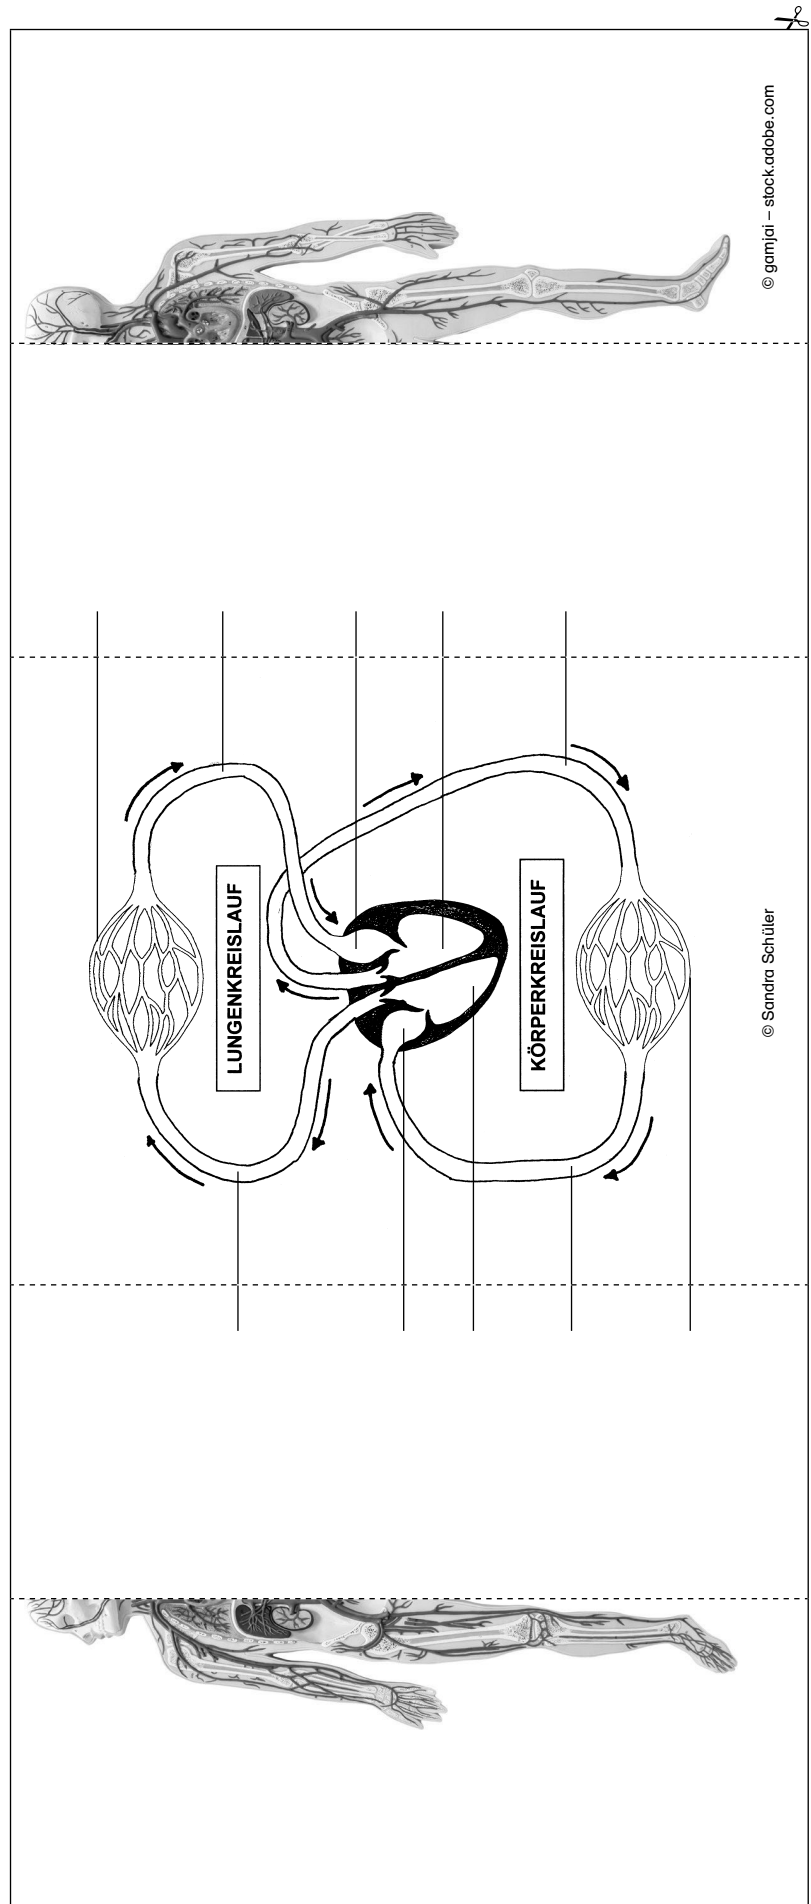 © gamjai – stock.adobe.com
LUNGENKREISLAUF
KÖRPERKREISLAUF
© Sandra Schüler